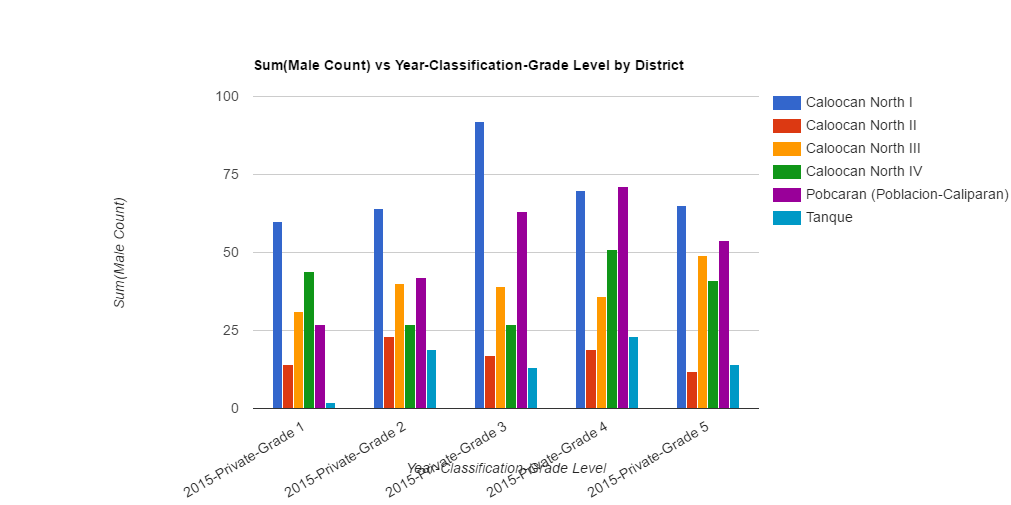 Sum(Male Count) vs Year-Classification-Grade Level by District
100
75
50
25
0
Sum(Male Count)
2015-Private-Grade 1
2015-Private-Grade 2
2015-Private-Grade 3
2015-Private-Grade 4
2015-Private-Grade 5
Year-Classification-Grade Level
Caloocan North I
Caloocan North II
Caloocan North III
Caloocan North IV
Pobcaran (Poblacion-Caliparan)
Tanque